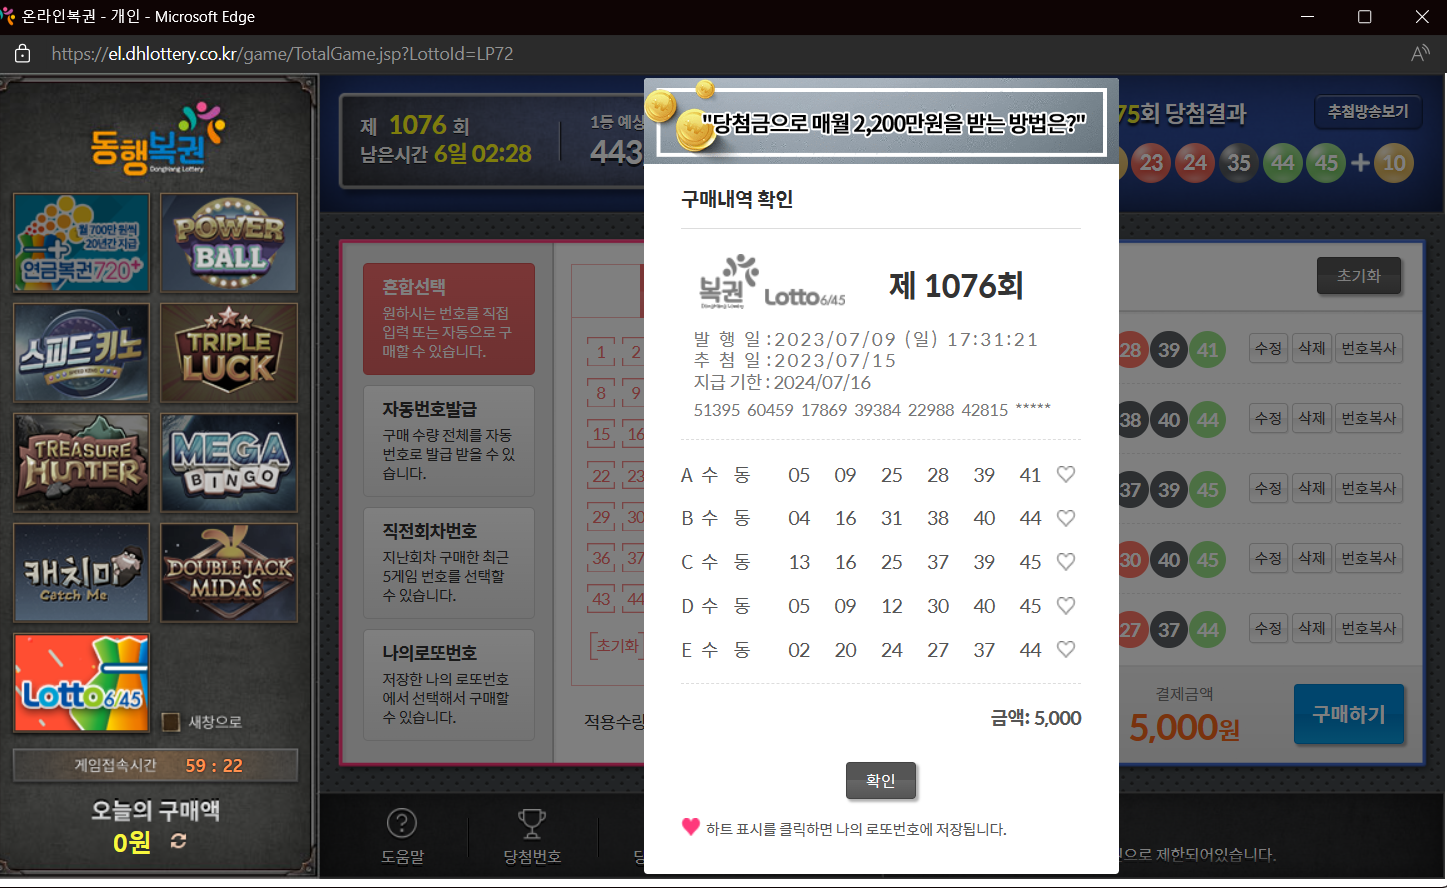 온라인복권 - 개인 - Microsoft Edge
https://el.dhlottery.co.kr/game/TotalGame.jsp?LottoId=LP72
동행복권
DongHang Lottery
월 700만 원씩
20년간 지급
연금복권720+
POWER
BALL
스피드키노
SPEED KENO
TRIPLE
LUCK
TREASURE
HUNTER
MEGA
BINGO
캐치미
Catch Me
DOUBLE JACK
MIDAS
Lotto6/45
새창으로
게임접속시간 59 : 22
오늘의 구매액
0원
제 1076 회
남은시간 6일 02:28
1등 예상
443
75회 당첨결과
추첨방송보기
23 24 35 44 45 + 10
혼합선택
원하시는 번호를 직접
입력 또는 자동으로 구
매할 수 있습니다.
자동번호발급
구매 수량 전체를 자동
번호로 발급 받을 수 있
습니다.
직전회차번호
지난회차 구매한 최근
5게임 번호를 선택할
수 있습니다.
나의로또번호
저장한 나의 로또번호
에서 선택해서 구매할
수 있습니다.
1 2
8 9
15 16
22 23
29 30
36 37
43 44
초기화
적용수량
"당첨금으로 매월 2,200만원을 받는 방법은?"
구매내역 확인
복권 Lotto6/45
DongHang Lottery
제 1076회
발 행 일 : 2023/07/09 (일) 17:31:21
추 첨 일 : 2023/07/15
지급 기한 : 2024/07/16
51395 60459 17869 39384 22988 42815 *****
A 수 동 05 09 25 28 39 41
B 수 동 04 16 31 38 40 44
C 수 동 13 16 25 37 39 45
D 수 동 05 09 12 30 40 45
E 수 동 02 20 24 27 37 44
금액: 5,000
확인
하트 표시를 클릭하면 나의 로또번호에 저장됩니다.
초기화
28 39 41 수정 삭제 번호복사
38 40 44 수정 삭제 번호복사
37 39 45 수정 삭제 번호복사
30 40 45 수정 삭제 번호복사
27 37 44 수정 삭제 번호복사
결제금액
5,000원
구매하기
도움말
당첨번호
으로 제한되어있습니다.